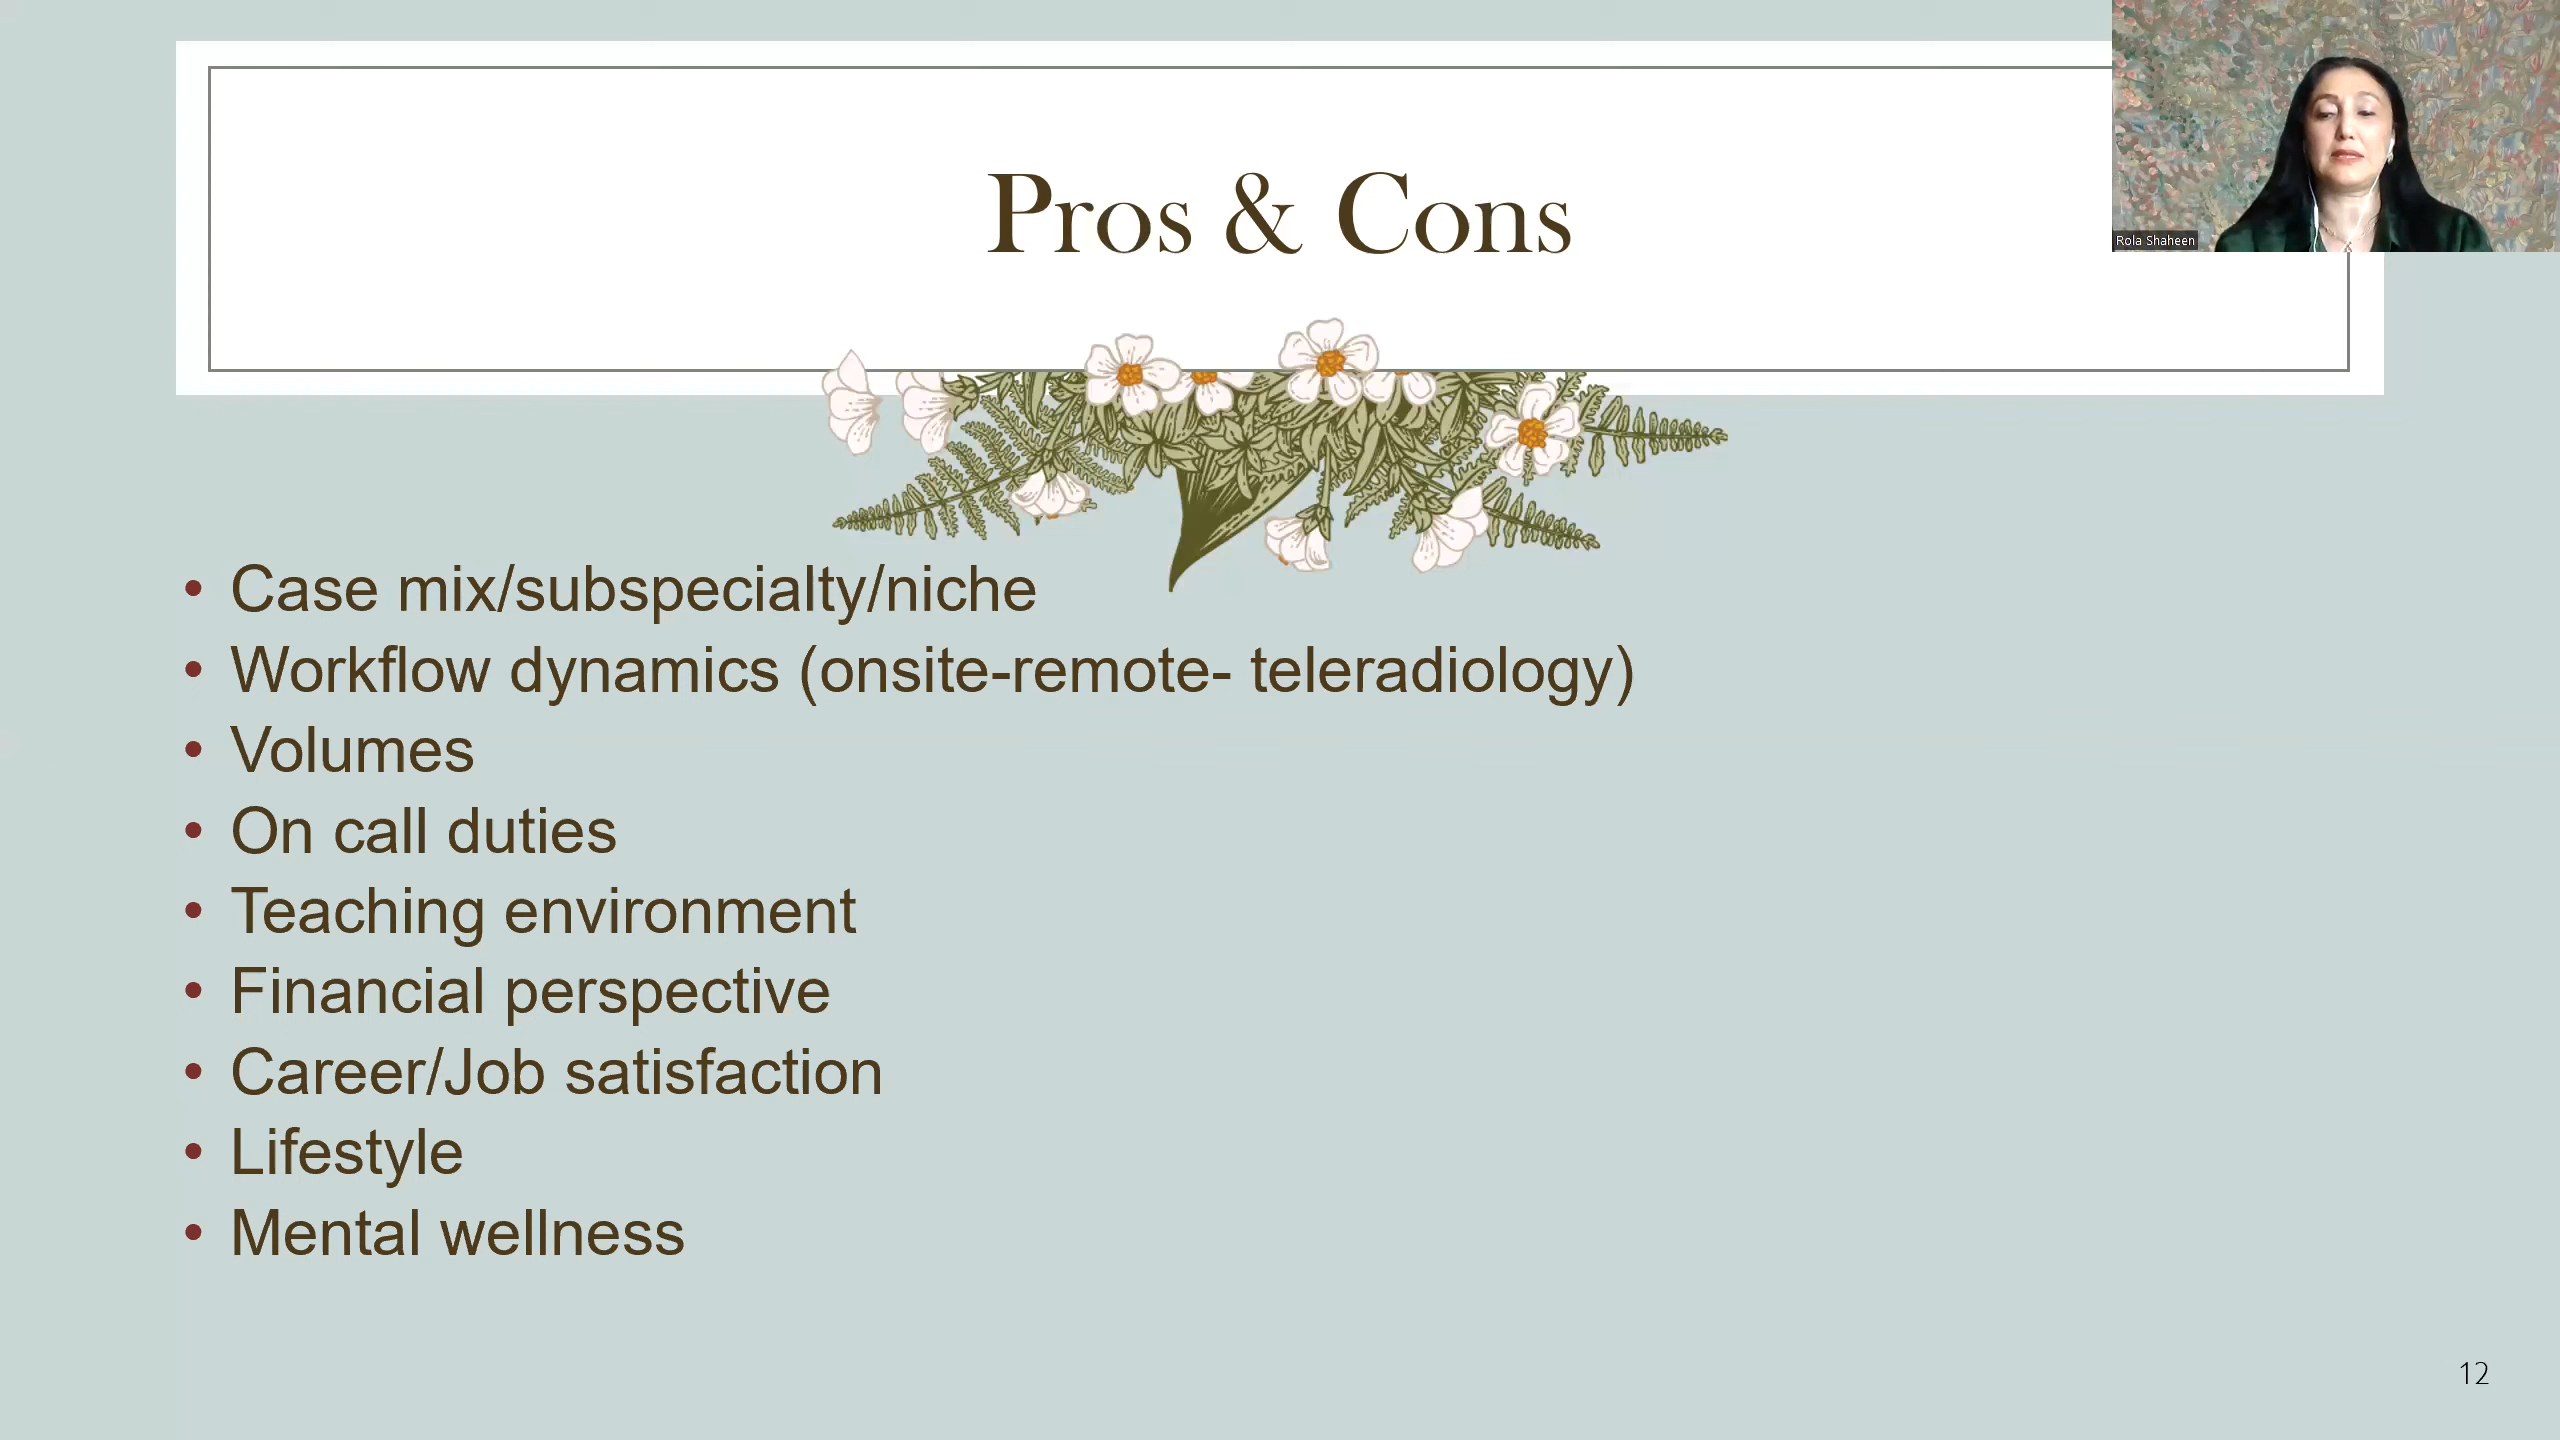 Pros & Cons
Rola Shaheen
• Case mix/subspecialty/niche
• Workflow dynamics (onsite-remote- teleradiology)
• Volumes
• On call duties
• Teaching environment
• Financial perspective
• Career/Job satisfaction
• Lifestyle
• Mental wellness
12